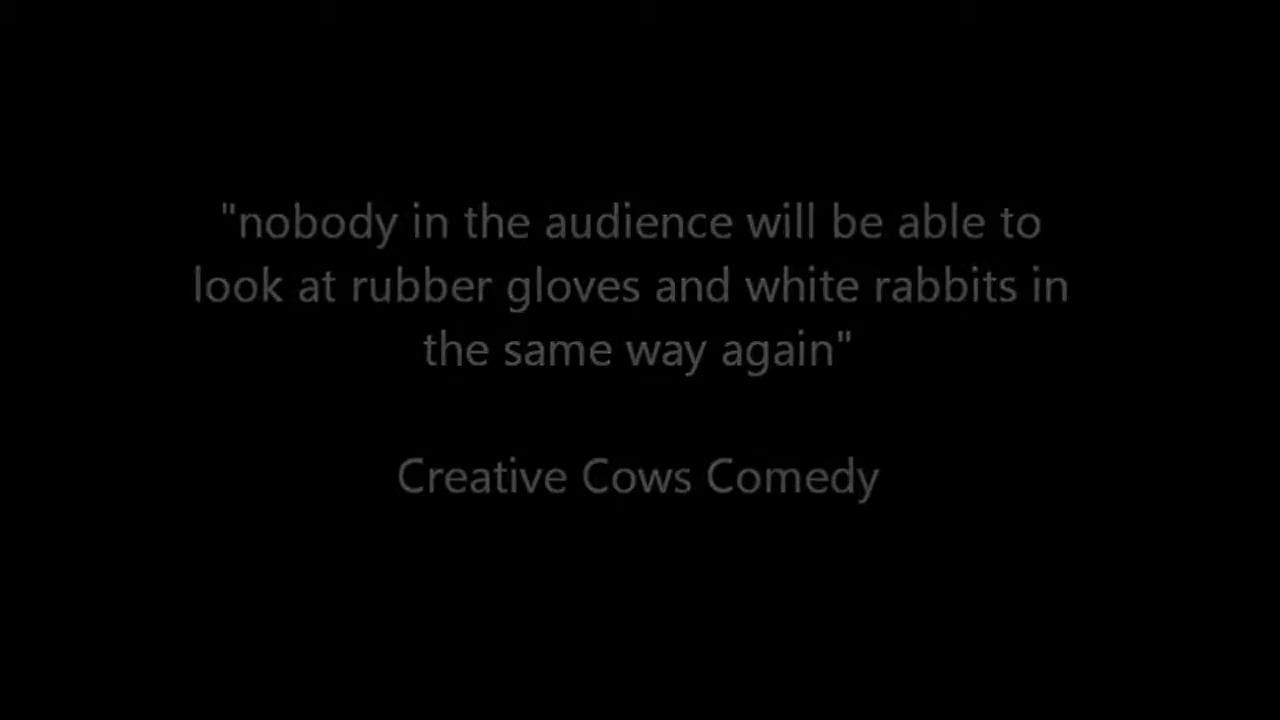 "nobody in the audience will be able to
look at rubber gloves and white rabbits in
the same way again"
Creative Cows Comedy